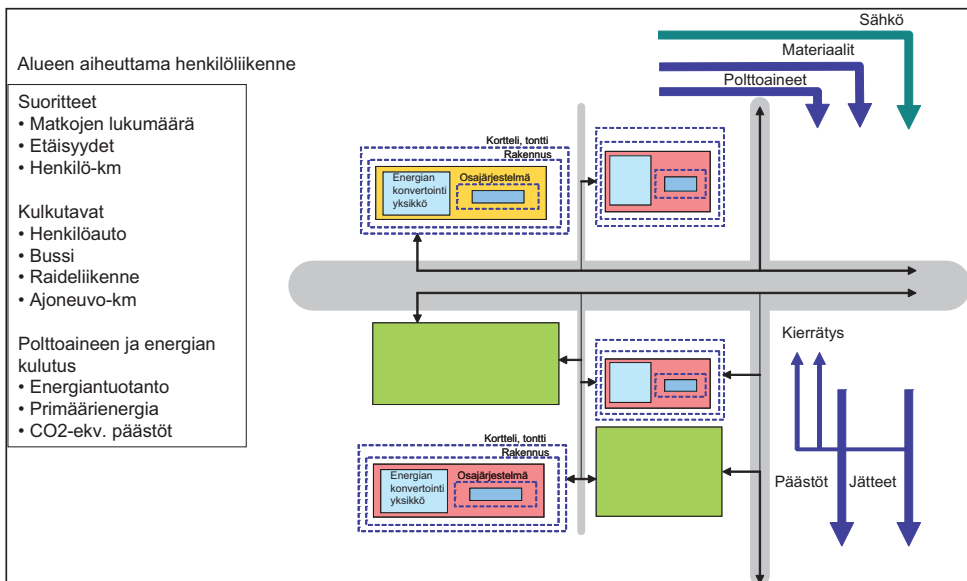 Alueen aiheuttama henkilöliikenne
Suoritteet
• Matkojen lukumäärä
• Etäisyydet
• Henkilö-km
Kulkutavat
• Henkilöauto
• Bussi
• Raideliikenne
• Ajoneuvo-km
Polttoaineen ja energian
kulutus
• Energiantuotanto
• Primäärienergia
• CO2-ekv. päästöt
Sähkö
Materiaalit
Polttoaineet
Kortteli, tontti
Rakennus
Energian
konvertointi
yksikkö
Osajärjestelmä
Kierrätys
Kortteli, tontti
Rakennus
Energian
konvertointi
yksikkö
Osajärjestelmä
Päästöt
Jätteet